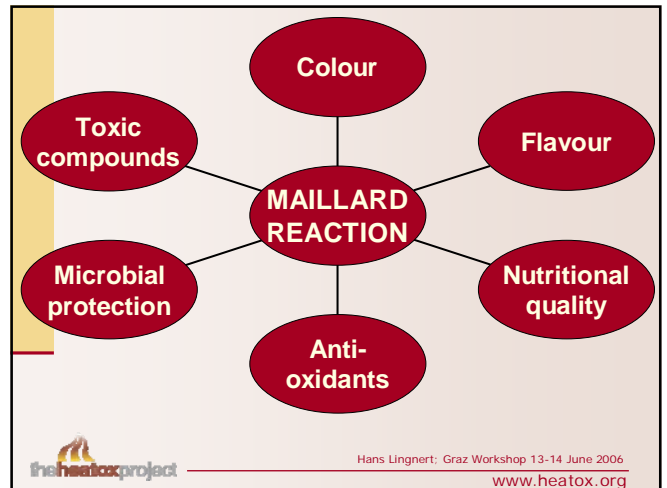 Colour
Toxic
compounds
Flavour
MAILLARD
REACTION
Microbial
protection
Nutritional
quality
Anti-
oxidants
theheatoxproject
Hans Lingnert; Graz Workshop 13-14 June 2006
www.heatox.org